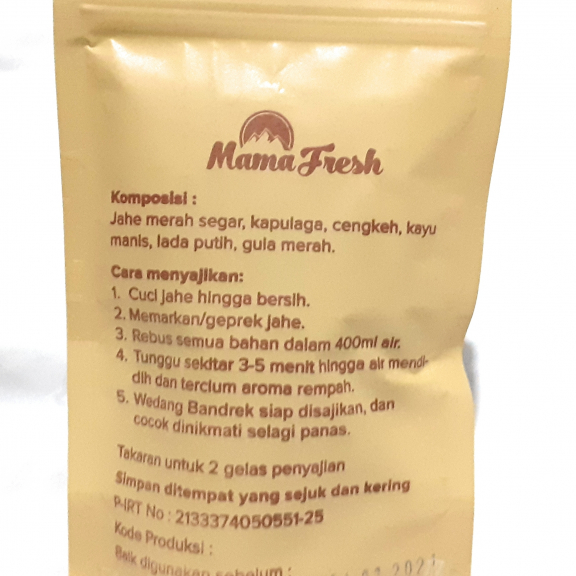 Mama Fresh
Komposisi :
Jahe merah segar, kapulaga, cengkeh, kayu
manis, lada putih, gula merah.
Cara menyajikan:
1. Cuci jahe hingga bersih.
2. Memarkan/geprek jahe.
3. Rebus semua bahan dalam 400ml air.
4. Tunggu sekitar 3-5 menit hingga air mendi-
dih dan tercium aroma rempah.
5. Wedang Bandrek siap disajikan, dan
cocok dinikmati selagi panas.
Takaran untuk 2 gelas penyajian
Simpan ditempat yang sejuk dan kering
P-IRT No : 2133374050551-25
Kode Produksi :
Baik digunakan sebelum :